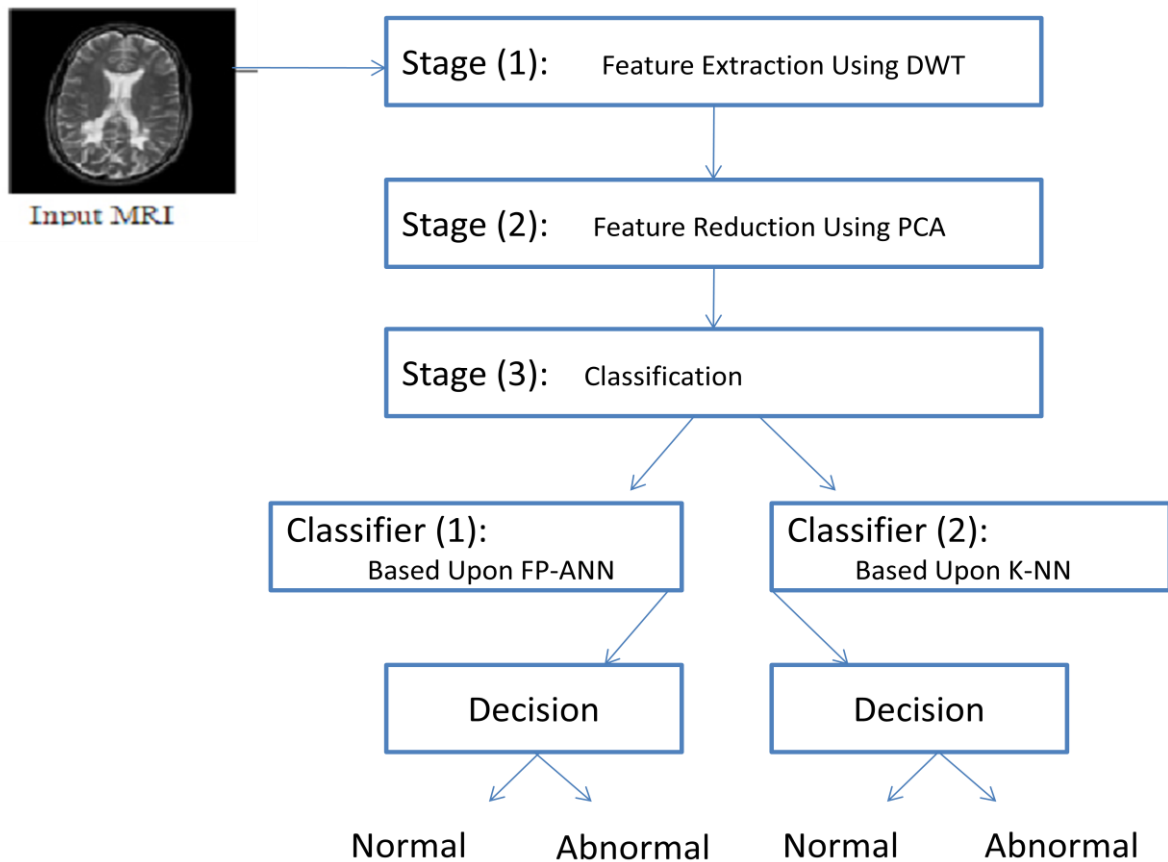 Input MRI
Stage (1): Feature Extraction Using DWT
Stage (2): Feature Reduction Using PCA
Stage (3): Classification
Classifier (1):
Based Upon FP-ANN
Classifier (2):
Based Upon K-NN
Decision
Decision
Normal
Abnormal
Normal
Abnormal